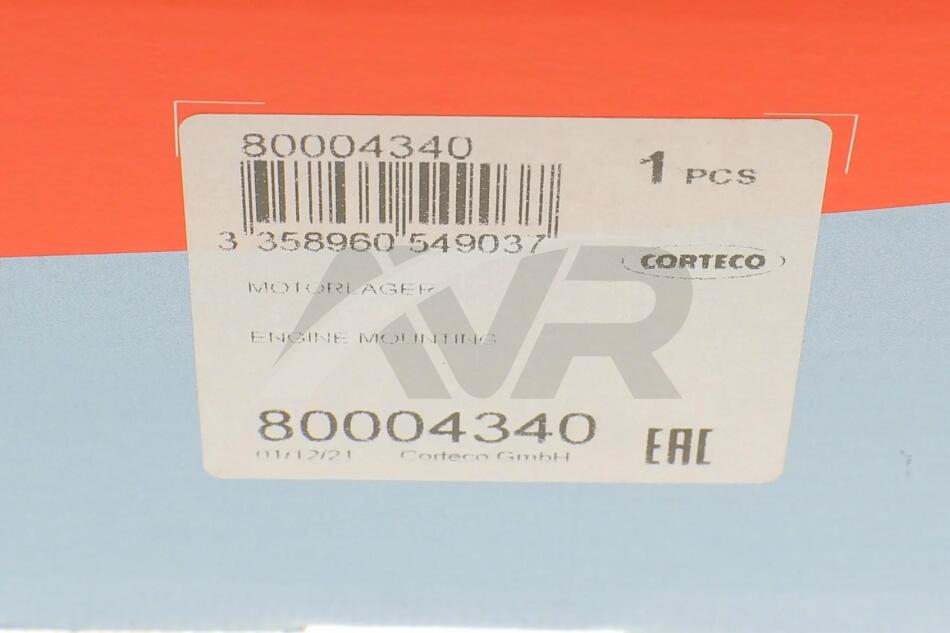 80004340
1 PCS
3 358960 549037
CORTECO
MOTORLAGER
ENGINE MOUNTING
80004340
01/12/21 Corteco GmbH
EAC